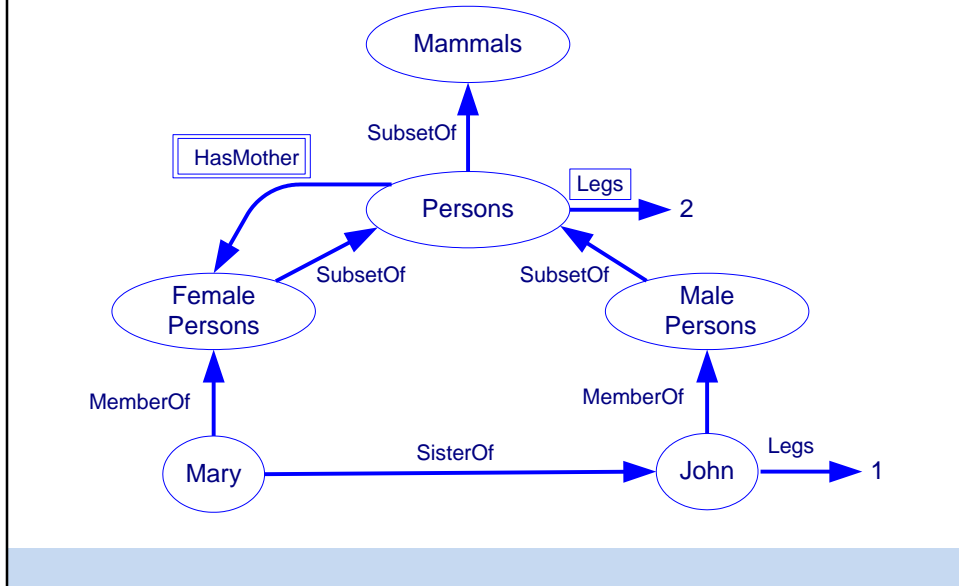 Mammals
SubsetOf
HasMother
Legs
Persons
2
SubsetOf
SubsetOf
Female
Persons
Male
Persons
MemberOf
MemberOf
SisterOf
Legs
Mary
John
1